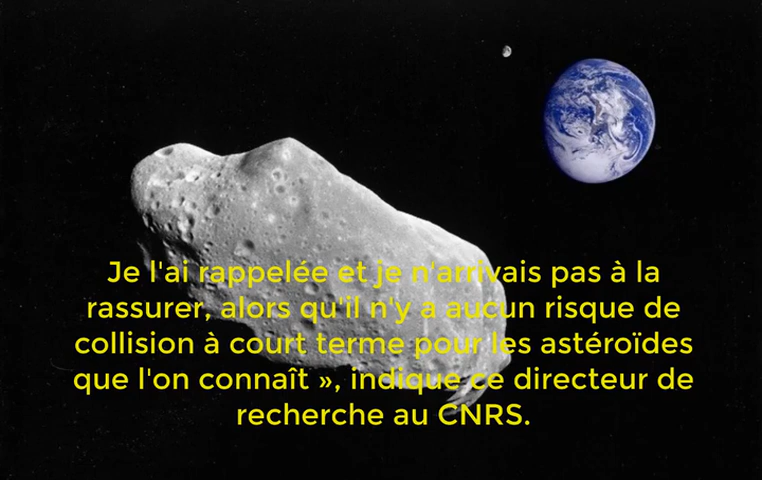 Je l'ai rappelée et je n'arrivais pas à la
rassurer, alors qu'il n'y a aucun risque de
collision à court terme pour les astéroïdes
que l'on connaît », indique ce directeur de
recherche au CNRS.